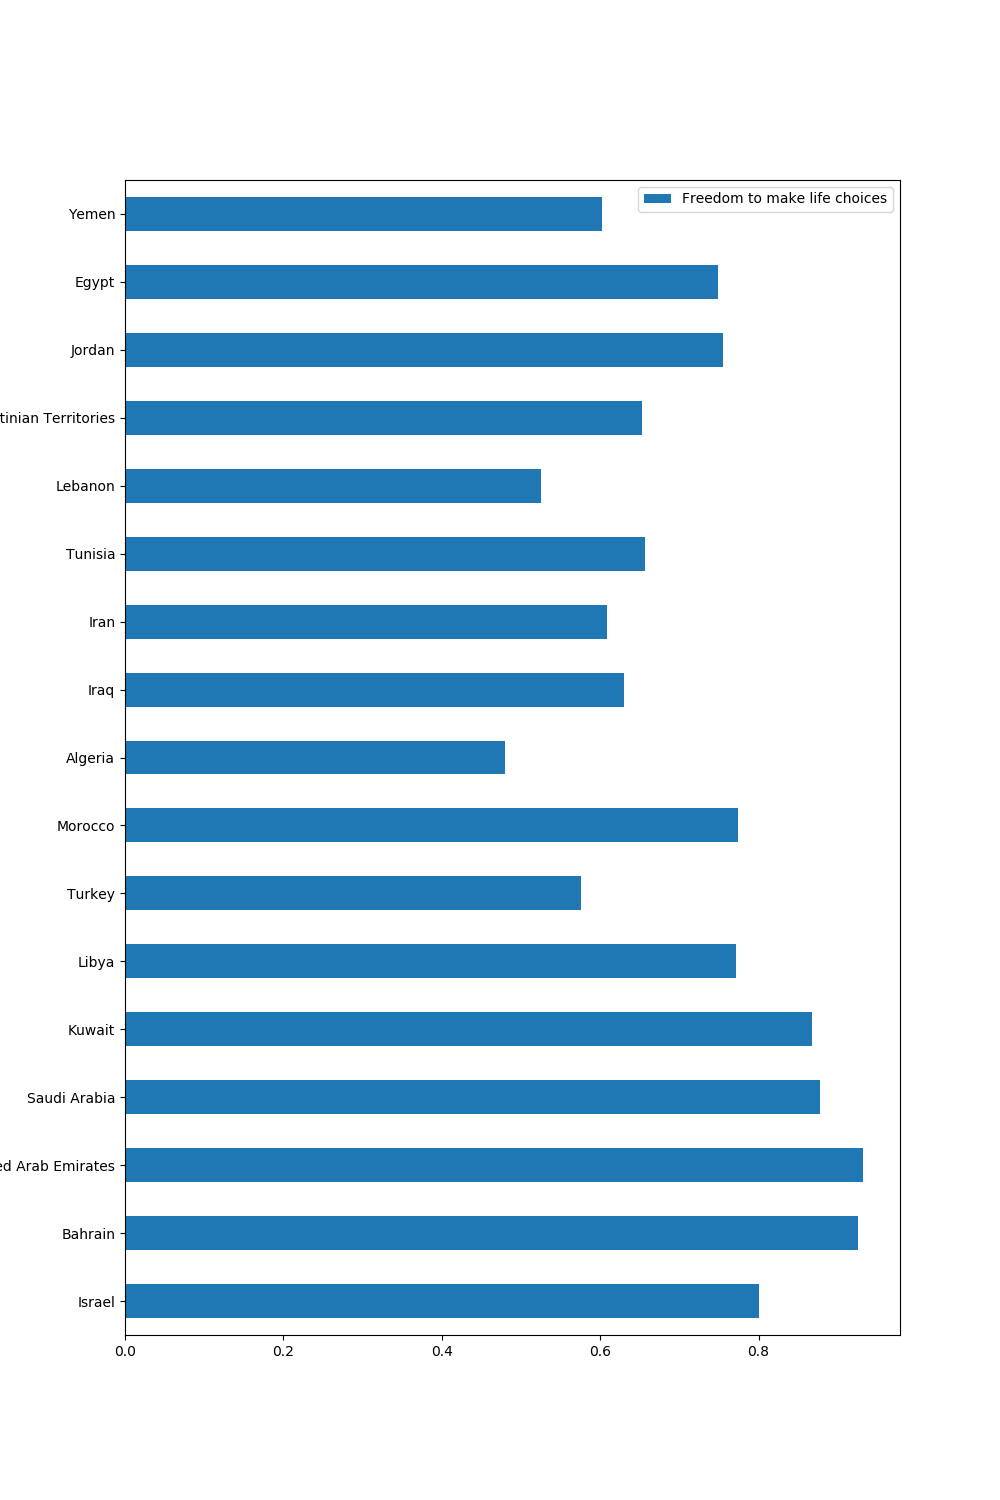 Freedom to make life choices
Yemen
Egypt
Jordan
tinian Territories
Lebanon
Tunisia
Iran
Iraq
Algeria
Morocco
Turkey
Libya
Kuwait
Saudi Arabia
ed Arab Emirates
Bahrain
Israel
0.0 0.2 0.4 0.6 0.8